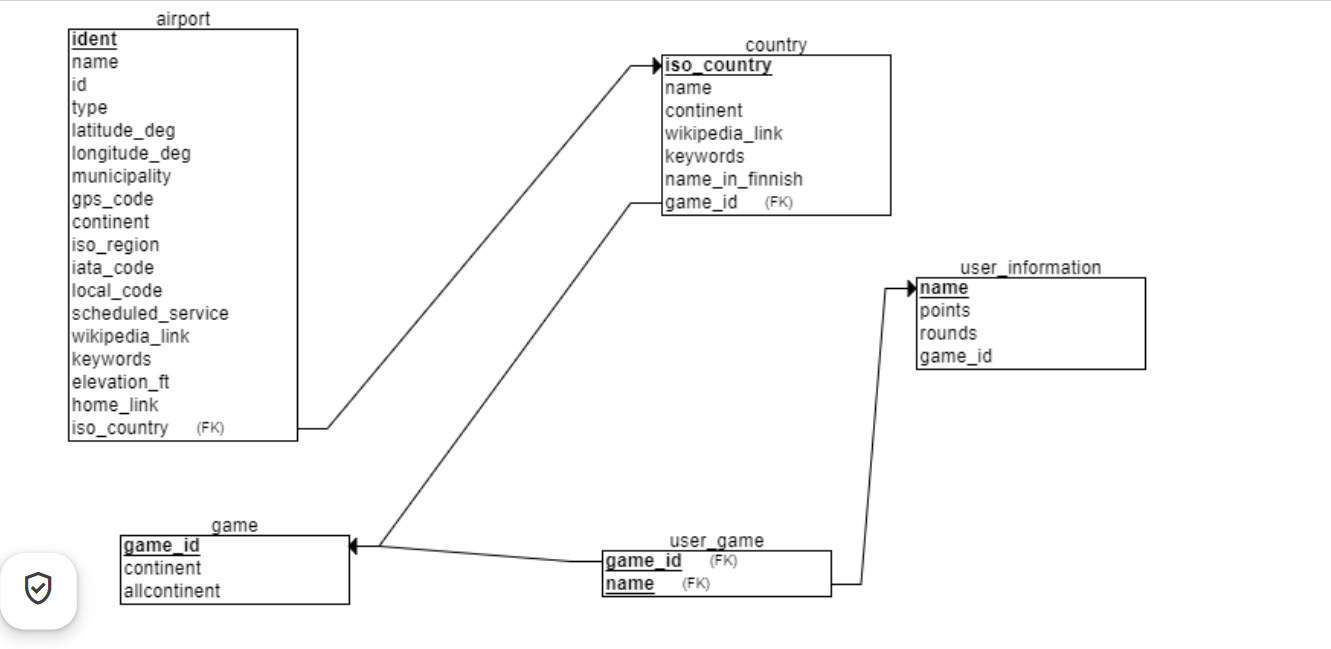 airport
ident
name
id
type
latitude_deg
longitude_deg
municipality
gps_code
continent
iso_region
iata_code
local_code
scheduled_service
wikipedia_link
keywords
elevation_ft
home_link
iso_country (FK)
country
iso_country
name
continent
wikipedia_link
keywords
name_in_finnish
game_id (FK)
user_information
name
points
rounds
game_id
game
game_id
continent
allcontinent
user_game
game_id (FK)
name (FK)